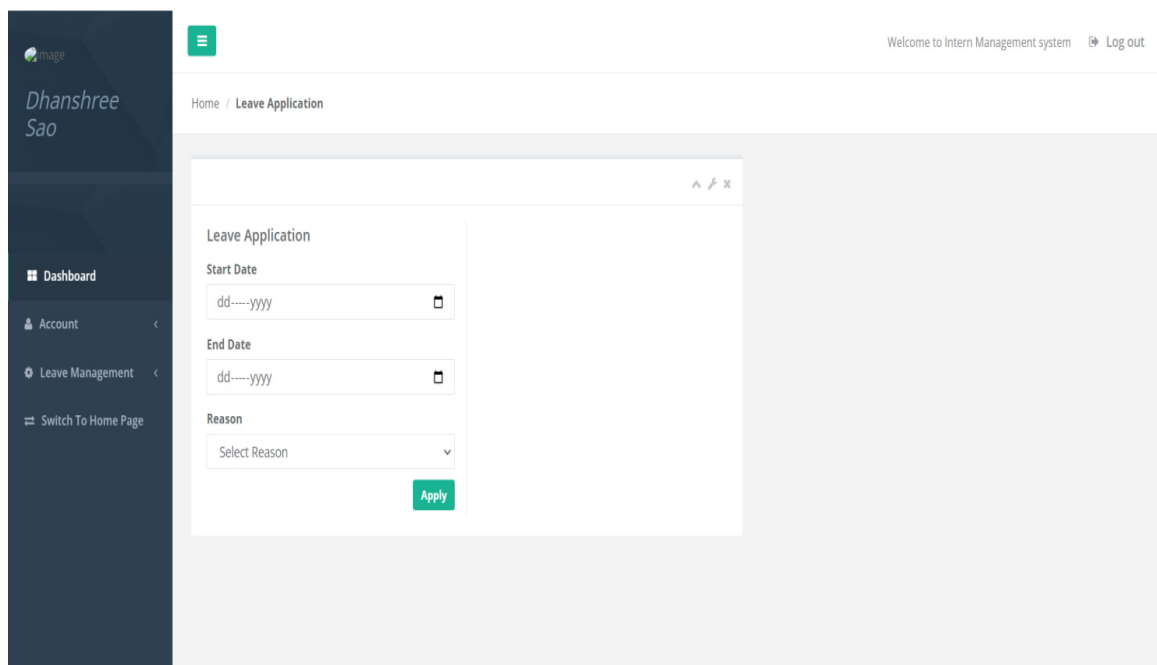 image
Dhanshree
Sao
Dashboard
Account
Leave Management
Switch To Home Page
Welcome to Intern Management system
Log out
Home / Leave Application
Leave Application
Start Date
dd-----yyyy
End Date
dd-----yyyy
Reason
Select Reason
Apply